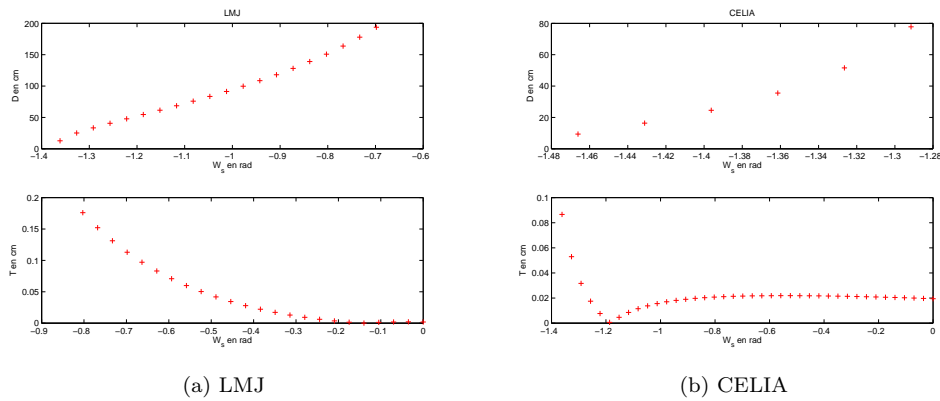 LMJ
200
150
100
50
0
D en cm
−1.4 −1.3 −1.2 −1.1 −1 −0.9 −0.8 −0.7 −0.6
W_s en rad
0.2
0.15
0.1
0.05
0
T en cm
−0.9 −0.8 −0.7 −0.6 −0.5 −0.4 −0.3 −0.2 −0.1 0
W_s en rad
(a) LMJ
CELIA
80
60
40
20
0
D en cm
−1.48 −1.46 −1.44 −1.42 −1.4 −1.38 −1.36 −1.34 −1.32 −1.3 −1.28
W_s en rad
0.1
0.08
0.06
0.04
0.02
0
T en cm
−1.4 −1.2 −1 −0.8 −0.6 −0.4 −0.2 0
W_s en rad
(b) CELIA